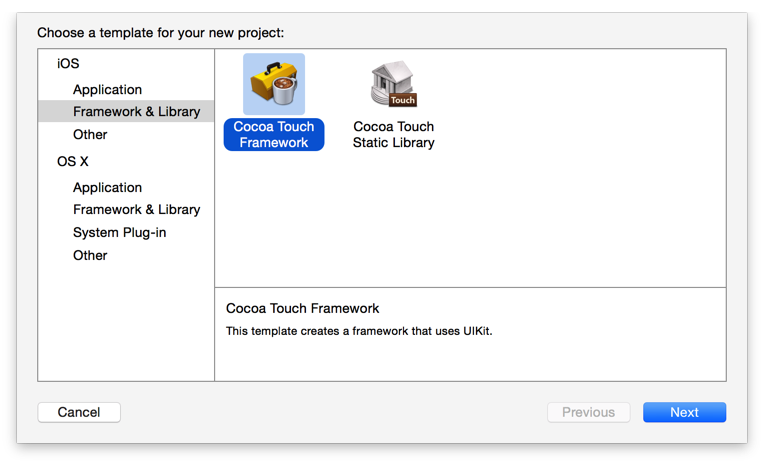 Choose a template for your new project:
iOS
Application
Framework & Library
Other
OS X
Application
Framework & Library
System Plug-in
Other
Cocoa Touch
Framework
Touch
Cocoa Touch
Static Library
Cocoa Touch Framework
This template creates a framework that uses UIKit.
Cancel
Previous
Next